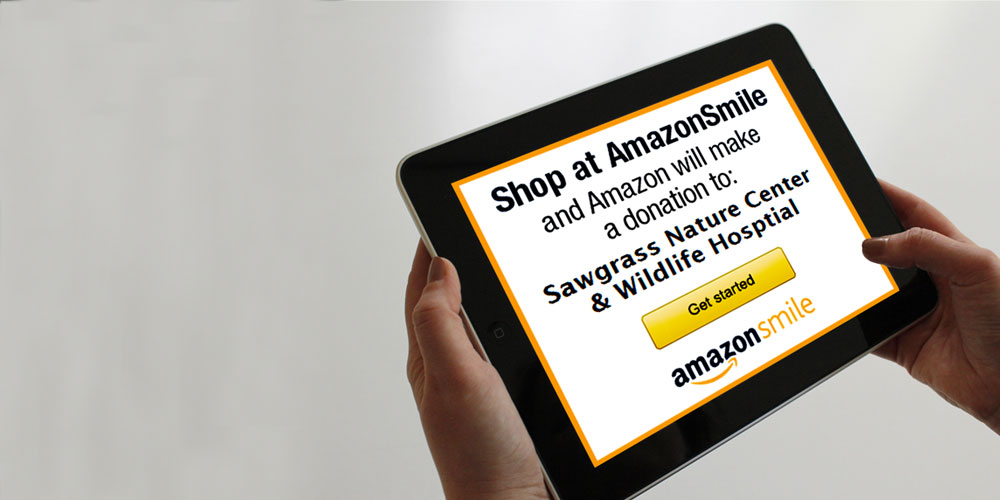 Shop at AmazonSmile
and Amazon will make
a donation to:
Sawgrass Nature Center
& Wildlife Hosptial
Get started
amazonsmile